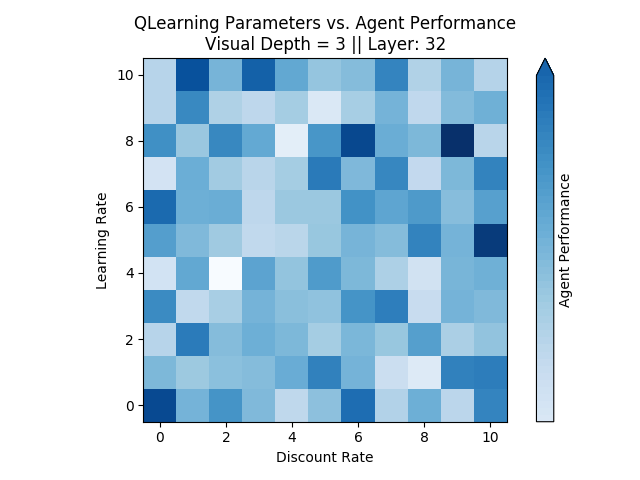 QLearning Parameters vs. Agent Performance
Visual Depth = 3 || Layer: 32
10
8
6
4
2
0
Learning Rate
0 2 4 6 8 10
Discount Rate
Agent Performance